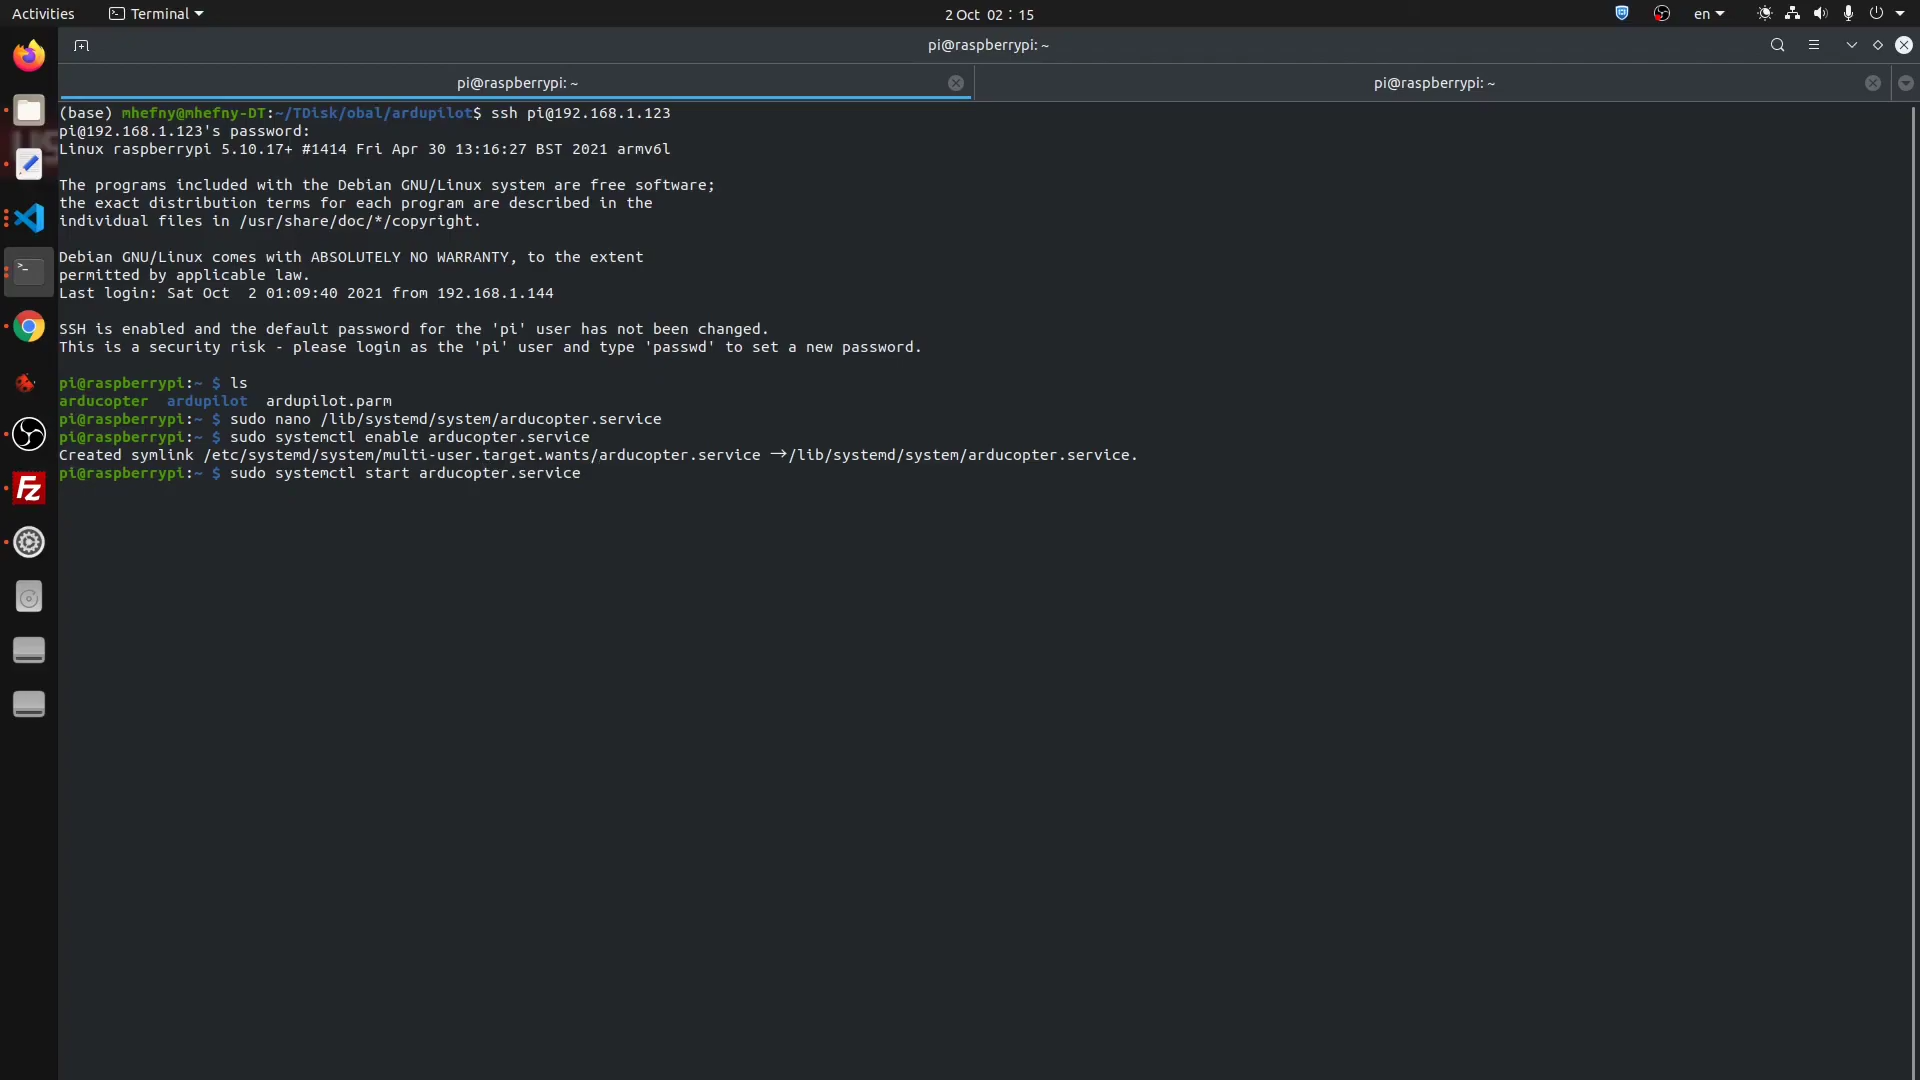 Activities Terminal 2 Oct 02:15 en
pi@raspberrypi: ~
pi@raspberrypi: ~ pi@raspberrypi: ~
(base) mhefny@mhefny-DT:~/TDisk/obal/ardupilot$ ssh pi@192.168.1.123
pi@192.168.1.123's password:
Linux raspberrypi 5.10.17+ #1414 Fri Apr 30 13:16:27 BST 2021 armv6l
The programs included with the Debian GNU/Linux system are free software;
the exact distribution terms for each program are described in the
individual files in /usr/share/doc/*/copyright.
Debian GNU/Linux comes with ABSOLUTELY NO WARRANTY, to the extent
permitted by applicable law.
Last login: Sat Oct  2 01:09:40 2021 from 192.168.1.144
SSH is enabled and the default password for the 'pi' user has not been changed.
This is a security risk - please login as the 'pi' user and type 'passwd' to set a new password.
pi@raspberrypi:~ $ ls
arducopter  ardupilot  ardupilot.parm
pi@raspberrypi:~ $ sudo nano /lib/systemd/system/arducopter.service
pi@raspberrypi:~ $ sudo systemctl enable arducopter.service
Created symlink /etc/systemd/system/multi-user.target.wants/arducopter.service → /lib/systemd/system/arducopter.service.
pi@raspberrypi:~ $ sudo systemctl start arducopter.service